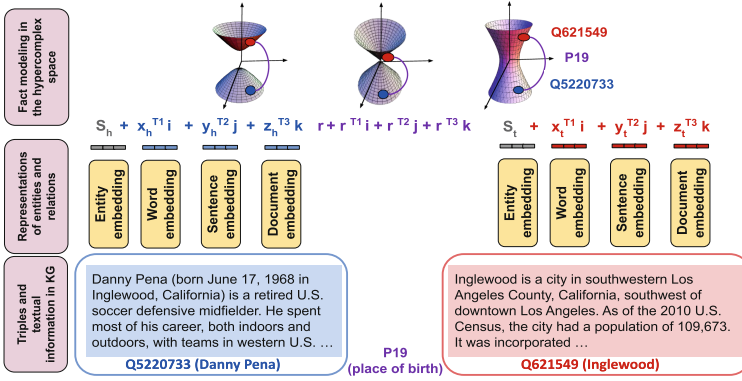 Fact modeling in
the hypercomplex
space
Q621549
P19
Q5220733
S_h + x_h^T1 i + y_h^T2 j + z_h^T3 k
r + r^T1 i + r^T2 j + r^T3 k
S_t + x_t^T1 i + y_t^T2 j + z_t^T3 k
Representations
of entities and
relations
Entity
embedding
Word
embedding
Sentence
embedding
Document
embedding
Entity
embedding
Word
embedding
Sentence
embedding
Document
embedding
Triples and
textual
information in KG
Danny Pena (born June 17, 1968 in
Inglewood, California) is a retired U.S.
soccer defensive midfielder. He spent
most of his career, both indoors and
outdoors, with teams in western U.S. …
Q5220733 (Danny Pena)
P19
(place of birth)
Inglewood is a city in southwestern Los
Angeles County, California, southwest of
downtown Los Angeles. As of the 2010 U.S.
Census, the city had a population of 109,673.
It was incorporated …
Q621549 (Inglewood)